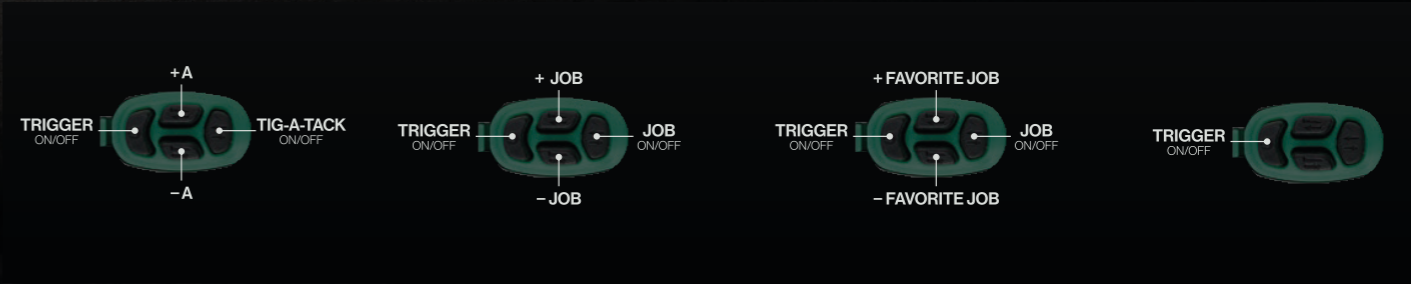 +A
TRIGGER
ON/OFF
TIG-A-TACK
ON/OFF
–A
+ JOB
TRIGGER
ON/OFF
JOB
ON/OFF
– JOB
+ FAVORITE JOB
TRIGGER
ON/OFF
JOB
ON/OFF
– FAVORITE JOB
TRIGGER
ON/OFF